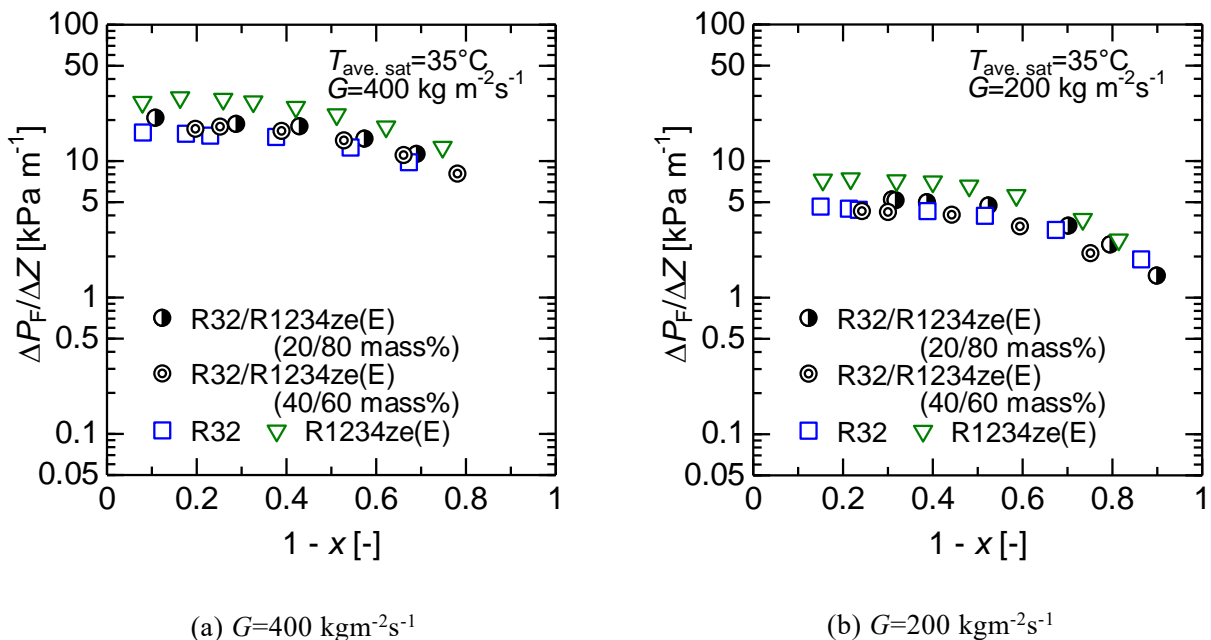 100
50
10
5
1
0.5
0.1
0.05
ΔP_F/ΔZ [kPa m⁻¹]
T_ave. sat=35°C
G=400 kg m⁻²s⁻¹
R32/R1234ze(E)
(20/80 mass%)
R32/R1234ze(E)
(40/60 mass%)
R32 R1234ze(E)
0 0.2 0.4 0.6 0.8 1
1 - x [-]
(a) G=400 kgm⁻²s⁻¹
100
50
10
5
1
0.5
0.1
0.05
ΔP_F/ΔZ [kPa m⁻¹]
T_ave. sat=35°C
G=200 kg m⁻²s⁻¹
R32/R1234ze(E)
(20/80 mass%)
R32/R1234ze(E)
(40/60 mass%)
R32 R1234ze(E)
0 0.2 0.4 0.6 0.8 1
1 - x [-]
(b) G=200 kgm⁻²s⁻¹